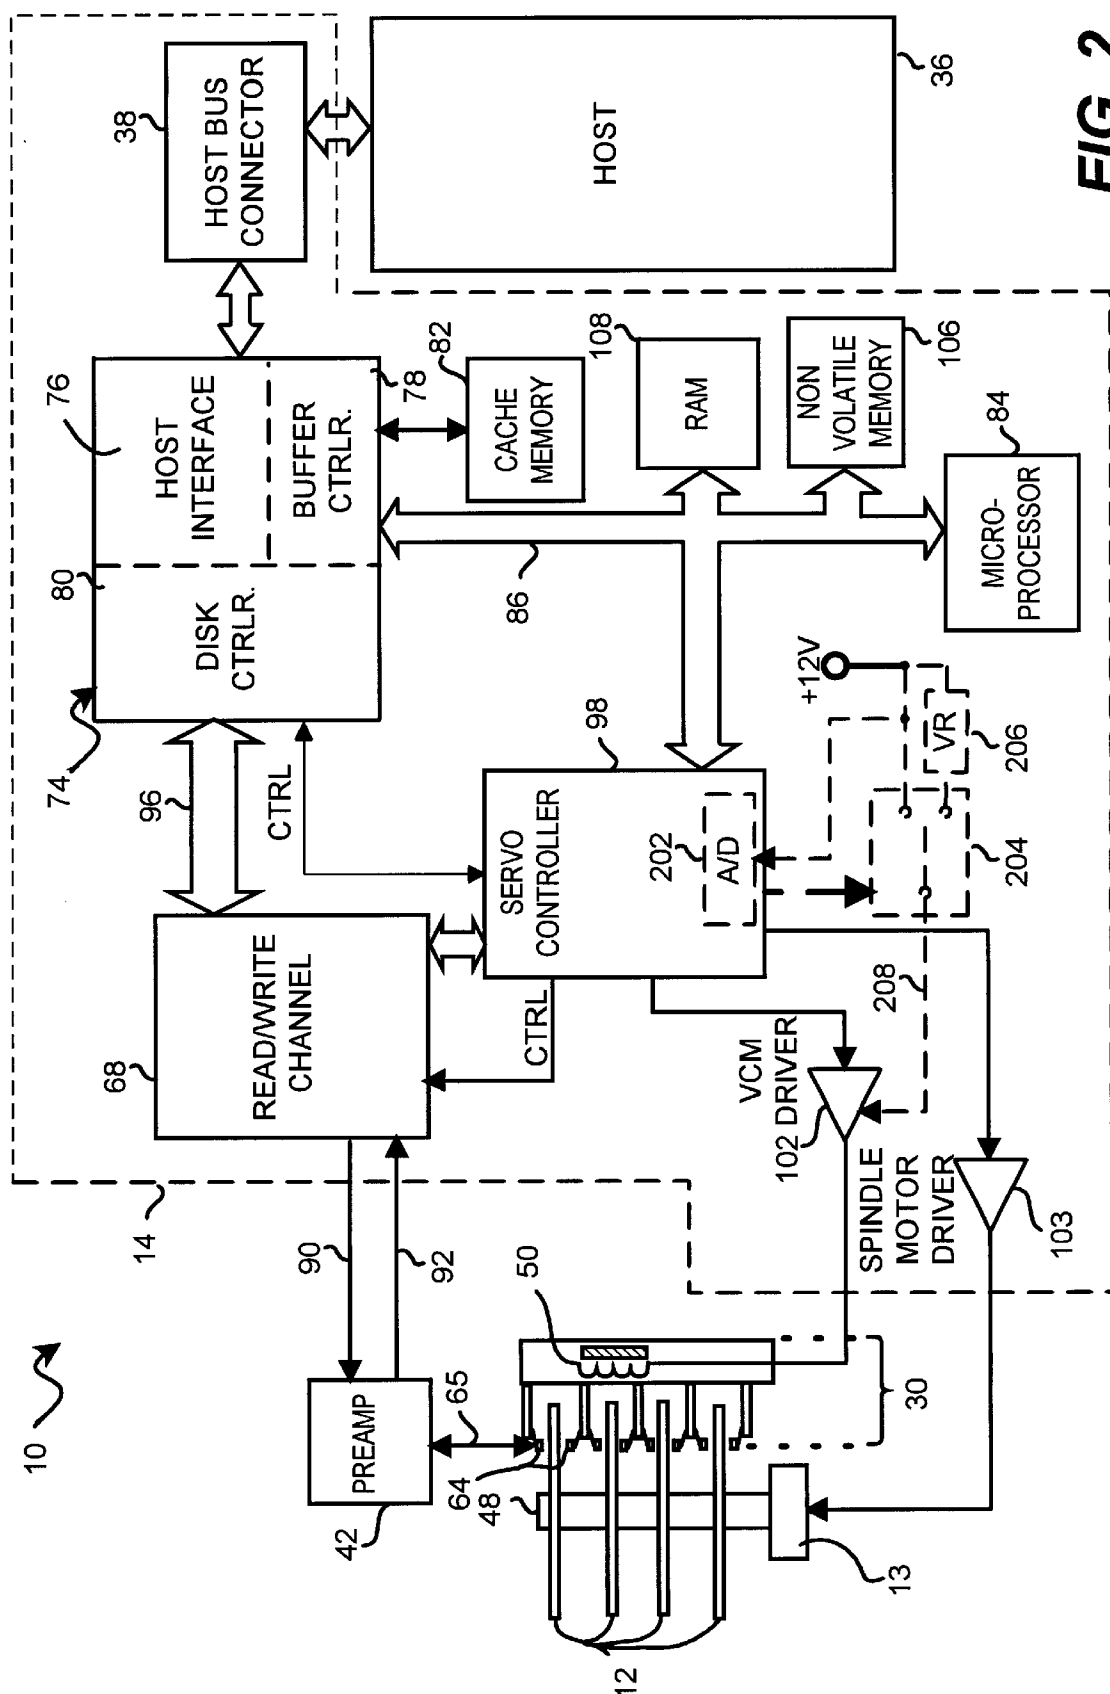 10
14
74
96
80
76
38
HOST BUS
CONNECTOR
HOST
INTERFACE
DISK
CTRLR.
BUFFER
CTRLR.
78
68
READ/WRITE
CHANNEL
CTRL
CTRL
90
92
PREAMP
42
65
64
48
50
12
13
30
82
CACHE
MEMORY
86
98
SERVO
CONTROLLER
202
A/D
108
RAM
HOST
36
NON
VOLATILE
MEMORY
106
84
MICRO-
PROCESSOR
+12V
VR
206
204
208
VCM
DRIVER
102
SPINDLE
MOTOR
DRIVER
103
FIG. 2